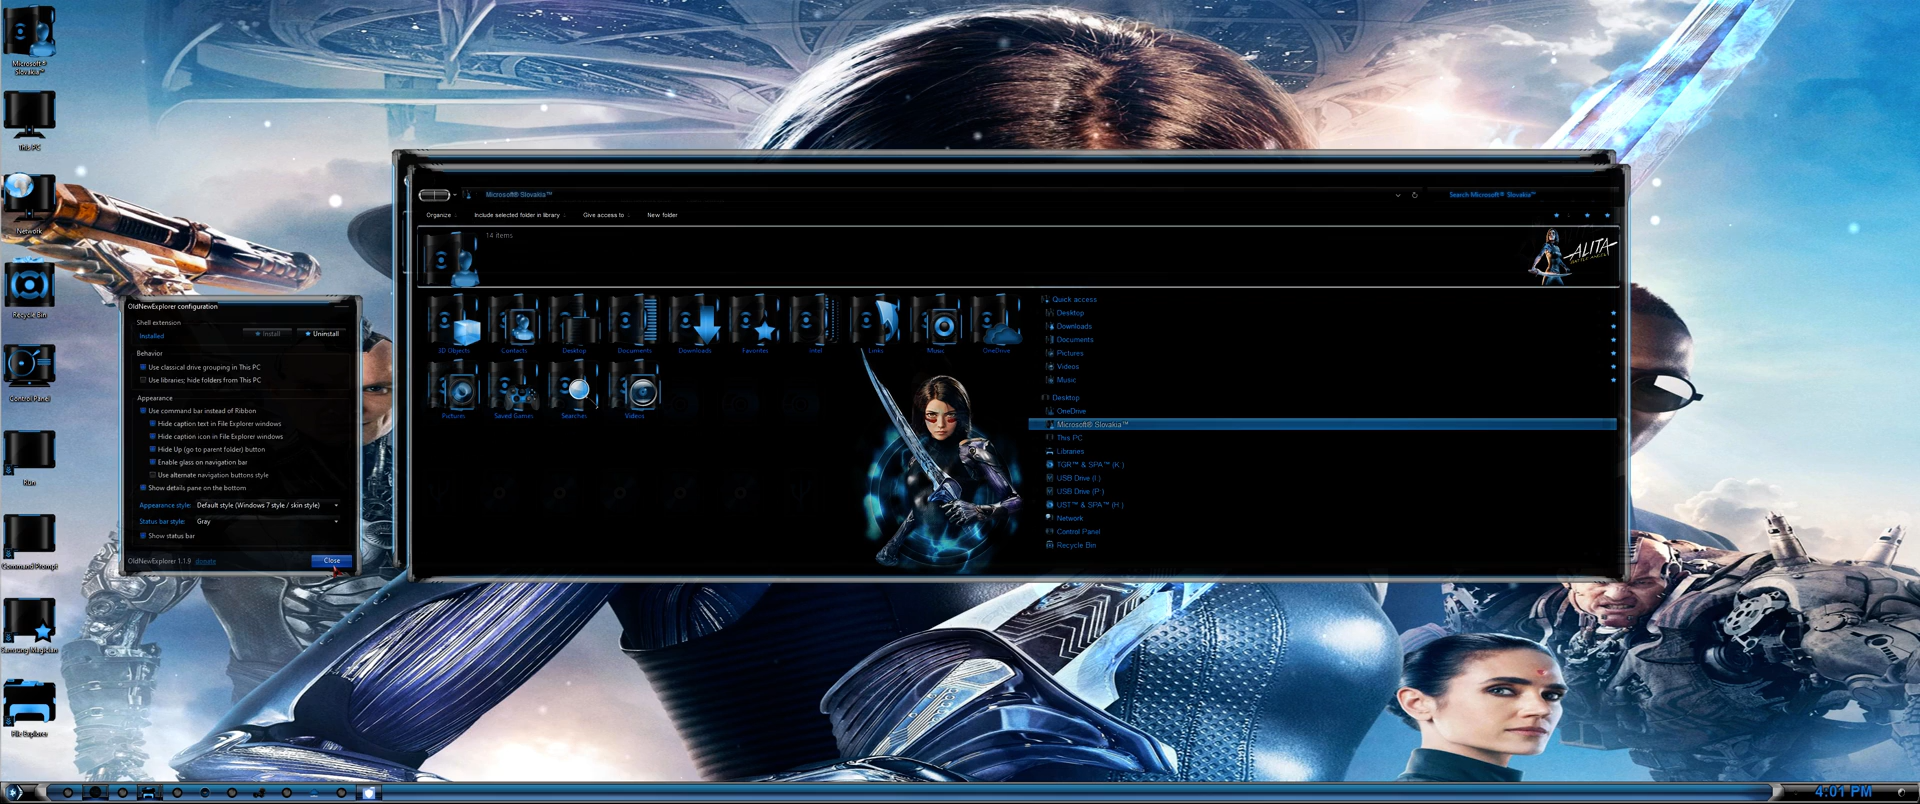 Microsoft®
Slovakia™
This PC
Network
Recycle Bin
Control Panel
Run
Command Prompt
Samsung Magician
File Explorer
OldNewExplorer configuration
Shell extension
Installed
Install
Uninstall
Behavior
Use classical drive grouping in This PC
Use libraries; hide folders from This PC
Appearance
Use command bar instead of Ribbon
Hide caption text in File Explorer windows
Hide caption icon in File Explorer windows
Hide Up (go to parent folder) button
Enable glass on navigation bar
Use alternate navigation buttons style
Show details pane on the bottom
Appearance style: Default style (Windows 7 style / skin style)
Status bar style: Gray
Show status bar
OldNewExplorer 1.1.9 donate
Close
Microsoft® Slovakia™
Search Microsoft® Slovakia™
Organize Include selected folder in library Give access to New folder
14 items
ALITA
3D Objects Contacts Desktop Documents Downloads Favorites Intel Links Music OneDrive
Pictures Saved Games Searches Videos
Quick access
Desktop
Downloads
Documents
Pictures
Videos
Music
Desktop
OneDrive
Microsoft® Slovakia™
This PC
Libraries
TGR™ & SPA™ (K:)
USB Drive (I:)
USB Drive (P:)
UST™ & SPA™ (H:)
Network
Control Panel
Recycle Bin
4:01 PM